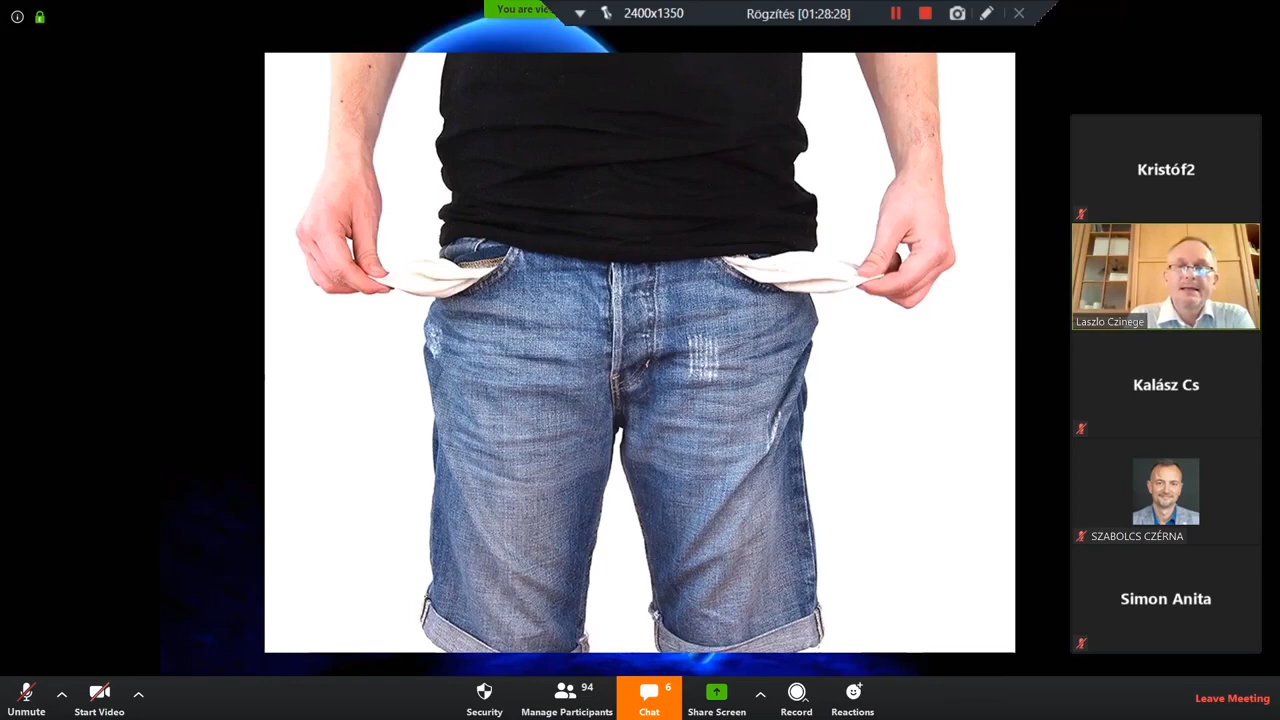 You are vie
2400x1350
Rögzítés [01:28:28]
Kristóf2
Laszlo Czinege
Kalász Cs
SZABOLCS CZÉRNA
Simon Anita
Unmute
Start Video
Security
94
Manage Participants
6
Chat
Share Screen
Record
Reactions
Leave Meeting